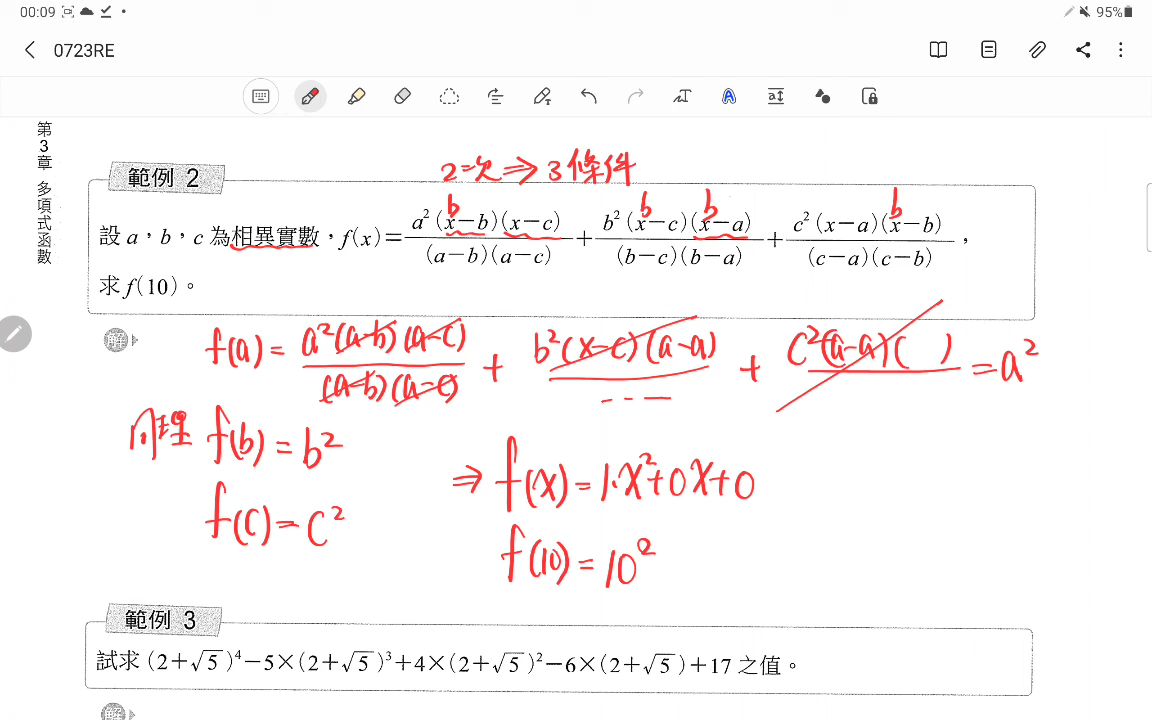 00:09 95%
0723RE
第3章 多項式函數
2次⇒3條件
範例 2
b b b b
設 a,b,c 為相異實數,f(x)=a²(x-b)(x-c)/(a-b)(a-c)+b²(x-c)(x-a)/(b-c)(b-a)+c²(x-a)(x-b)/(c-a)(c-b),
求 f(10)。
解
f(a)=a²(a-b)(a-c)/(a-b)(a-c)+b²(x-c)(a-a)/---+c²(a-a)( )=a²
同理 f(b)=b²
⇒f(x)=1·x²+0x+0
f(c)=c²
f(10)=10²
範例 3
試求 (2+√5)⁴-5×(2+√5)³+4×(2+√5)²-6×(2+√5)+17 之值。
解